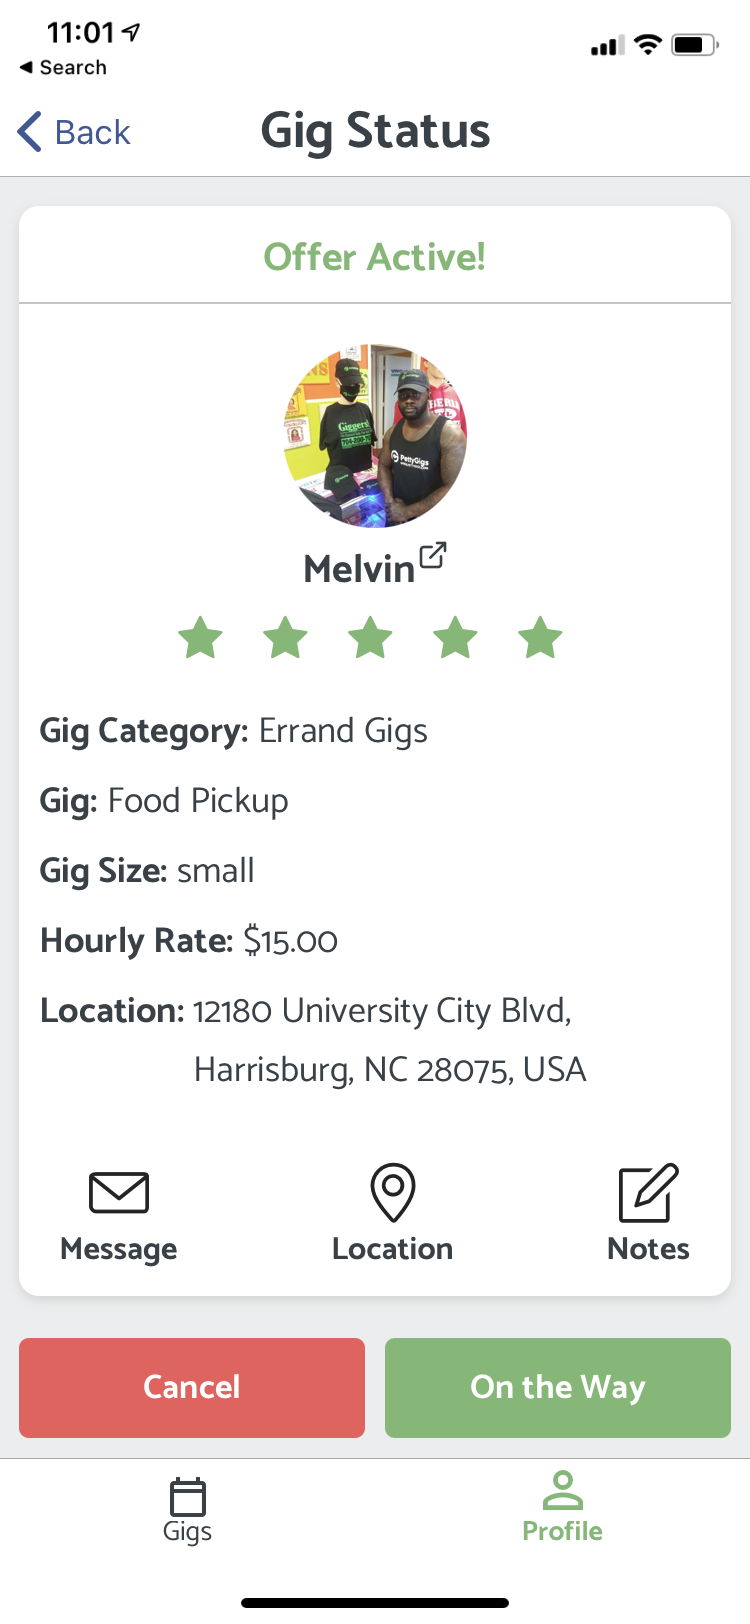 11:01
Search
Back
Gig Status
Offer Active!
Giggers!
PettyGigs
Melvin
Gig Category: Errand Gigs
Gig: Food Pickup
Gig Size: small
Hourly Rate: $15.00
Location: 12180 University City Blvd,
Harrisburg, NC 28075, USA
Message
Location
Notes
Cancel
On the Way
Gigs
Profile